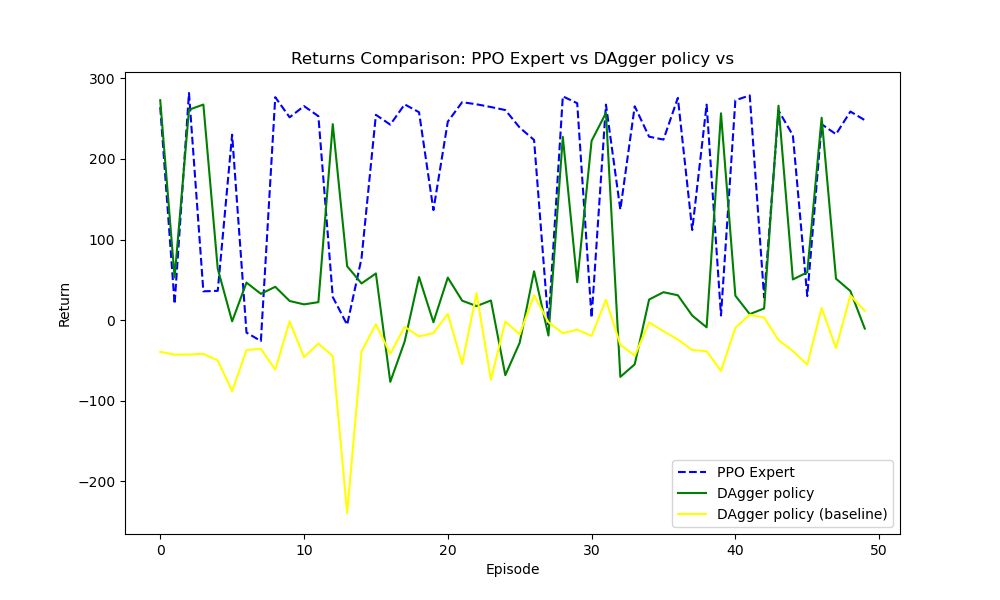 Returns Comparison: PPO Expert vs DAgger policy vs
300
200
100
0
−100
−200
Return
0 10 20 30 40 50
Episode
PPO Expert
DAgger policy
DAgger policy (baseline)